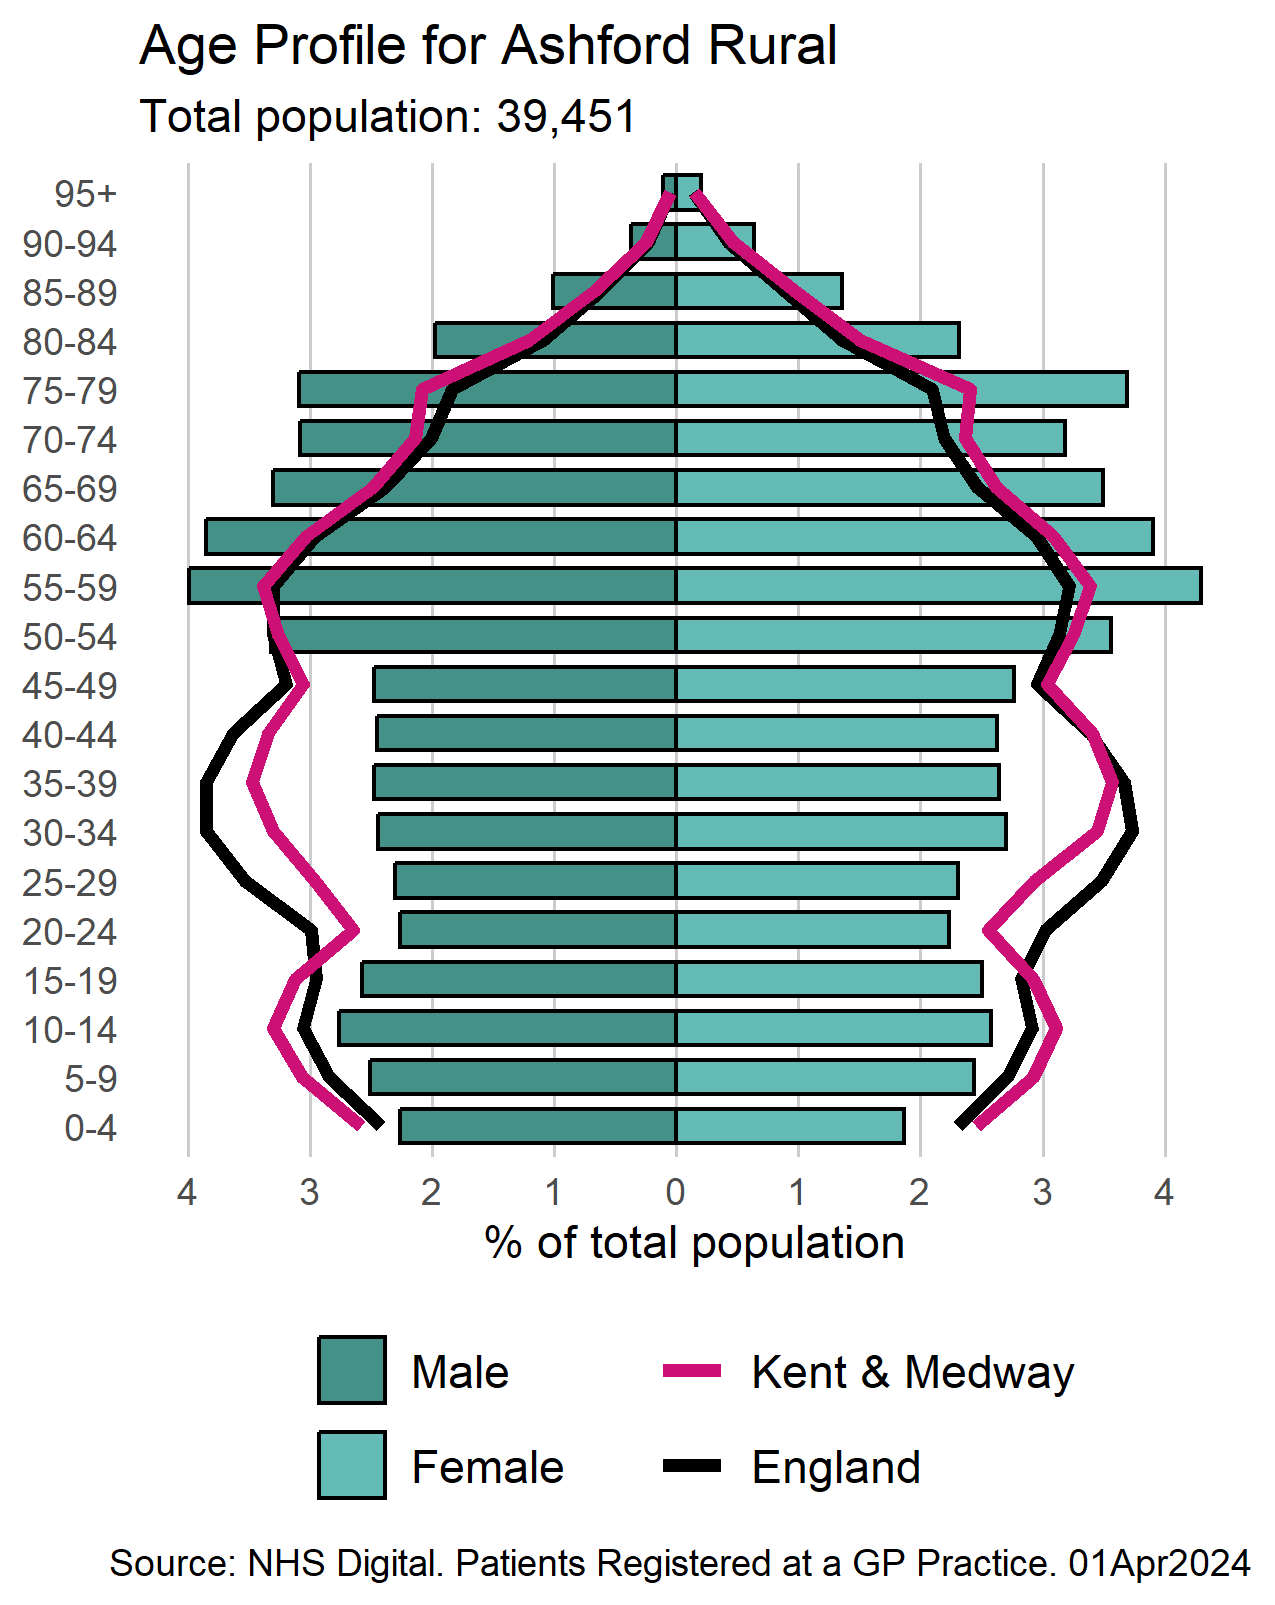 Age Profile for Ashford Rural
Total population: 39,451
95+
90-94
85-89
80-84
75-79
70-74
65-69
60-64
55-59
50-54
45-49
40-44
35-39
30-34
25-29
20-24
15-19
10-14
5-9
0-4
4 3 2 1 0 1 2 3 4
% of total population
Male Kent & Medway
Female England
Source: NHS Digital. Patients Registered at a GP Practice. 01Apr2024